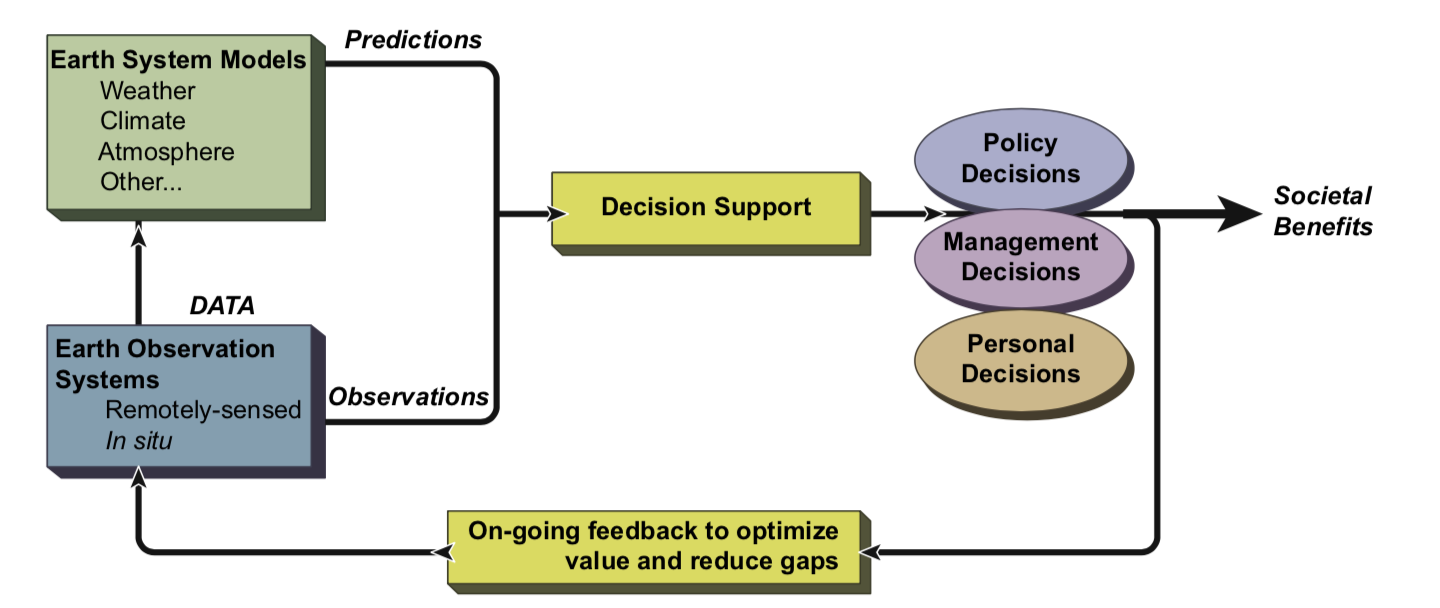 Predictions
Earth System Models
Weather
Climate
Atmosphere
Other...
DATA
Earth Observation
Systems
Remotely-sensed
In situ
Observations
Decision Support
Policy
Decisions
Management
Decisions
Personal
Decisions
Societal
Benefits
On-going feedback to optimize
value and reduce gaps